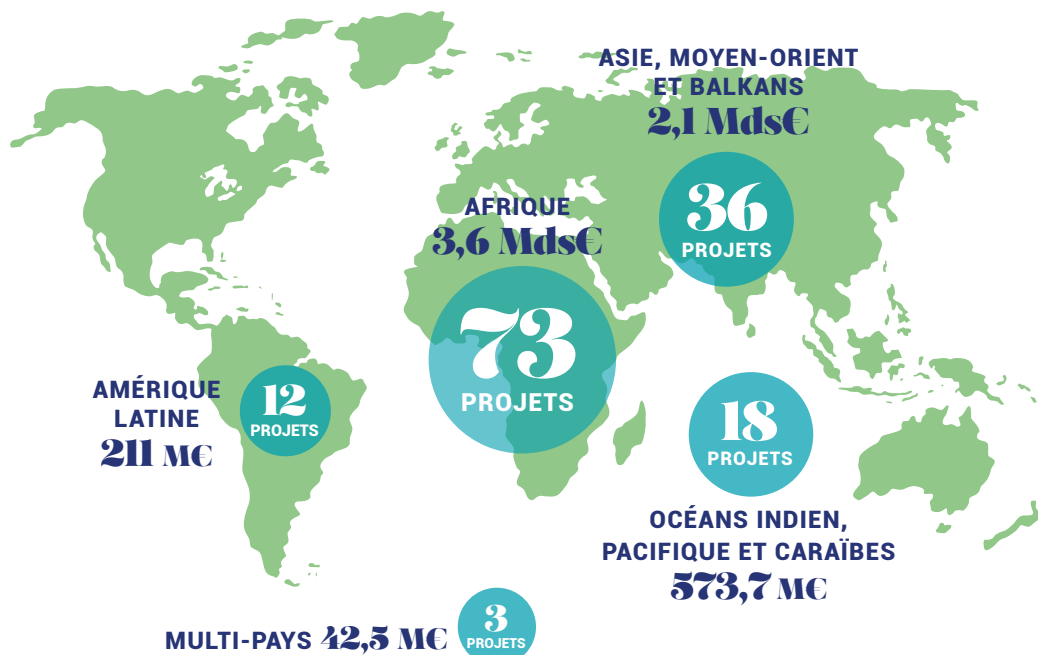 ASIE, MOYEN-ORIENT
ET BALKANS
2,1 Mds€
36
PROJETS
AFRIQUE
3,6 Mds€
73
PROJETS
AMÉRIQUE
LATINE
211 M€
12
PROJETS
18
PROJETS
OCÉANS INDIEN,
PACIFIQUE ET CARAÏBES
573,7 M€
MULTI-PAYS 42,5 M€
3
PROJETS